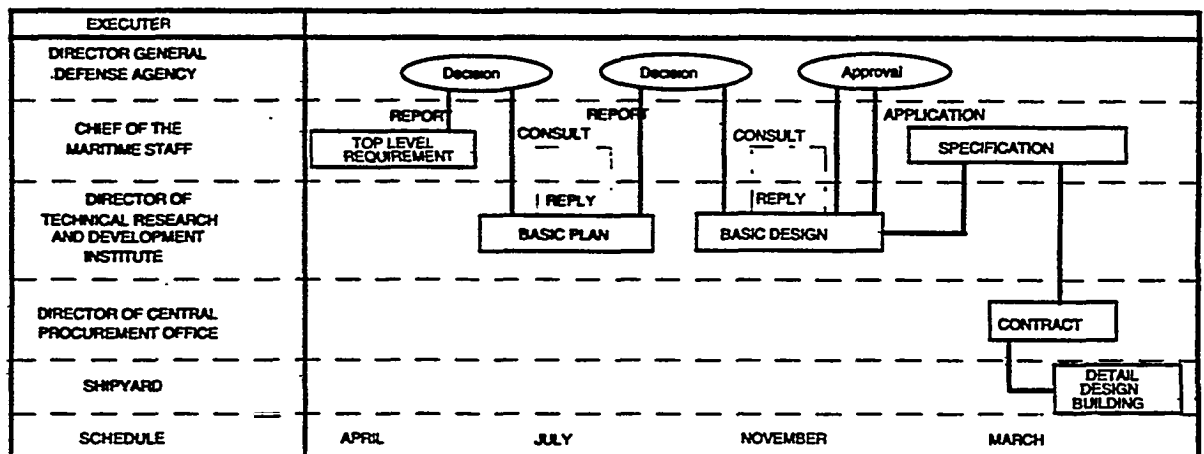 EXECUTER
DIRECTOR GENERAL
DEFENSE AGENCY
Decision
Decision
Approval
CHIEF OF THE
MARITIME STAFF
REPORT
TOP LEVEL
REQUIREMENT
CONSULT
REPORT
CONSULT
APPLICATION
SPECIFICATION
DIRECTOR OF
TECHNICAL RESEARCH
AND DEVELOPMENT
INSTITUTE
REPLY
BASIC PLAN
REPLY
BASIC DESIGN
DIRECTOR OF CENTRAL
PROCUREMENT OFFICE
CONTRACT
SHIPYARD
DETAIL
DESIGN
BUILDING
SCHEDULE
APRIL
JULY
NOVEMBER
MARCH